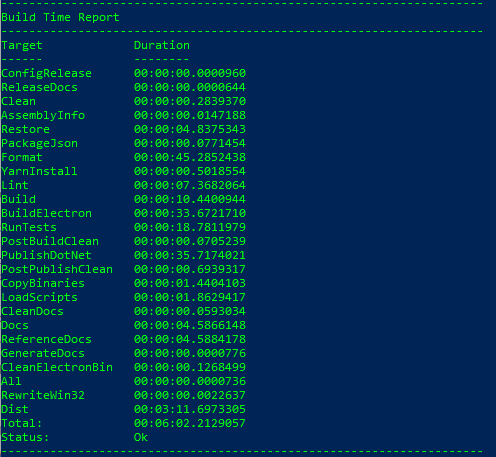 ---------------------------------------------------------------------
Build Time Report
---------------------------------------------------------------------
Target             Duration
------             --------
ConfigRelease      00:00:00.0000960
ReleaseDocs        00:00:00.0000644
Clean              00:00:00.2839370
AssemblyInfo       00:00:00.0147188
Restore            00:00:04.8375343
PackageJson        00:00:00.0771454
Format             00:00:45.2852438
YarnInstall        00:00:00.5018554
Lint               00:00:07.3682064
Build              00:00:10.4400944
BuildElectron      00:00:33.6721710
RunTests           00:00:18.7811979
PostBuildClean     00:00:00.0705239
PublishDotNet      00:00:35.7174021
PostPublishClean   00:00:00.6939317
CopyBinaries       00:00:01.4404103
LoadScripts        00:00:01.8629417
CleanDocs          00:00:00.0593034
Docs               00:00:04.5866148
ReferenceDocs      00:00:04.5884178
GenerateDocs       00:00:00.0000776
CleanElectronBin   00:00:00.1268499
All                00:00:00.0000736
RewriteWin32       00:00:00.0022637
Dist               00:03:11.6973305
Total:             00:06:02.2129057
Status:            Ok
---------------------------------------------------------------------